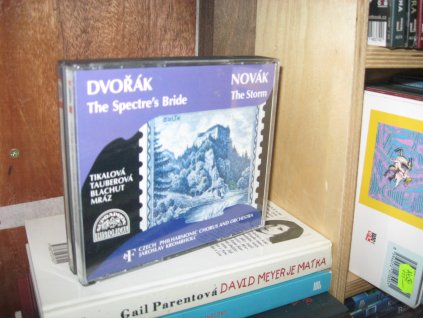 DVOŘÁK
The Spectre's Bride
NOVÁK
The Storm
TIKALOVÁ
TAUBEROVÁ
BLACHUT
MRÁZ
SUPRAPHON
CZECH PHILHARMONIC CHORUS AND ORCHESTRA
JAROSLAV KROMBHOLC
Gail Parentová DAVID MEYER JE MATKA